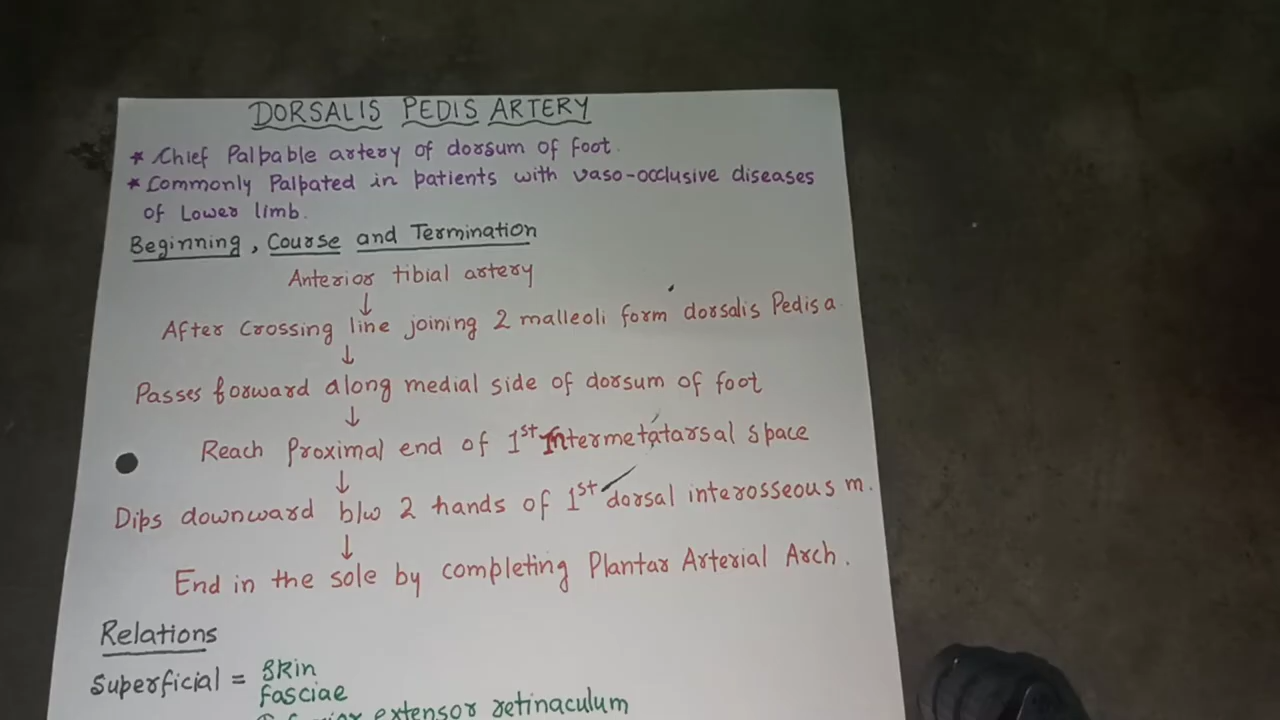 DORSALIS PEDIS ARTERY
* Chief Palpable artery of dorsum of foot.
* Commonly Palpated in patients with vaso-occlusive diseases
of Lower limb.
Beginning, Course and Termination
Anterior tibial artery
↓
After Crossing line joining 2 malleoli form dorsalis Pedis a.
↓
Passes forward along medial side of dorsum of foot
↓
Reach Proximal end of 1st Intermetatarsal space
↓
Dips downward b/w 2 hands of 1st dorsal interosseous m.
↓
End in the sole by completing Plantar Arterial Arch.
Relations
Superficial = Skin
fasciae
extensor retinaculum